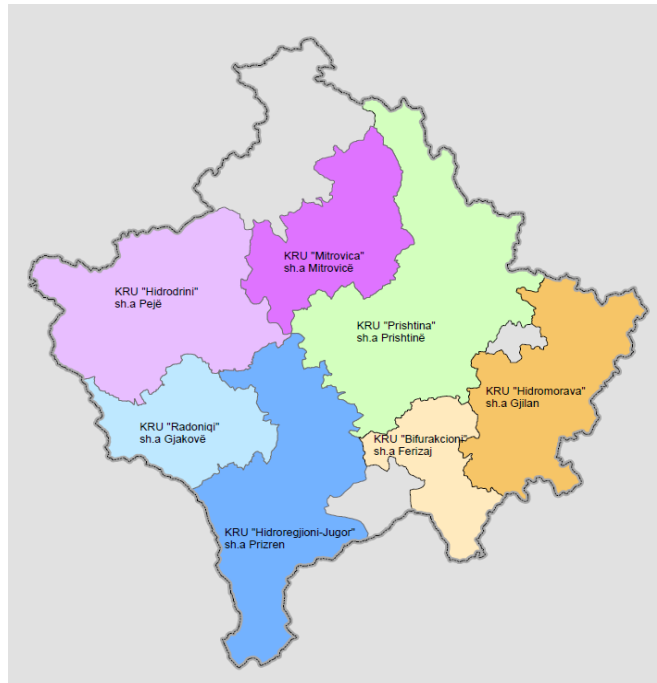 KRU "Mitrovica"
sh.a Mitrovicë
KRU "Hidrodrini"
sh.a Pejë
KRU "Prishtina"
sh.a Prishtinë
KRU "Hidromorava"
sh.a Gjilan
KRU "Radoniqi"
sh.a Gjakovë
KRU "Bifurakcioni"
sh.a Ferizaj
KRU "Hidroregjioni-Jugor"
sh.a Prizren